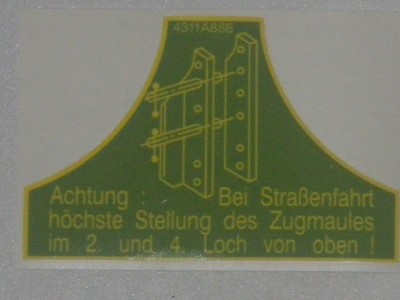 4311A886
Achtung : Bei Straßenfahrt
höchste Stellung des Zugmaules
im 2. und 4. Loch von oben !